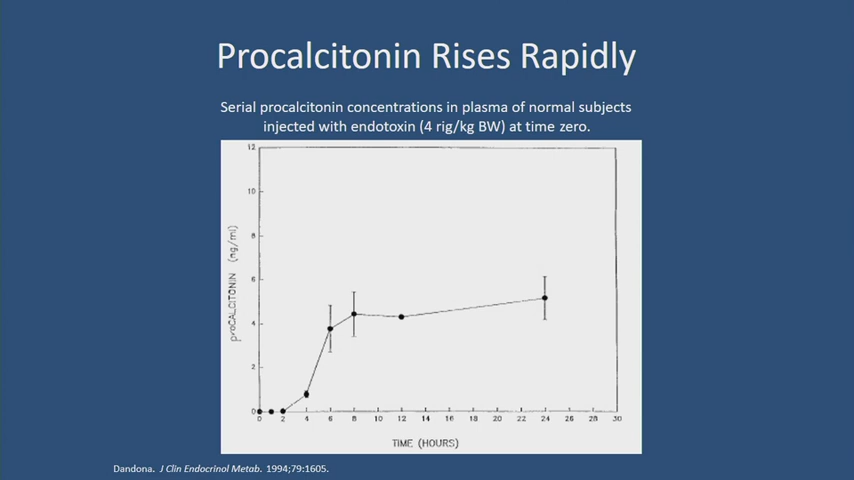 Procalcitonin Rises Rapidly
Serial procalcitonin concentrations in plasma of normal subjects
injected with endotoxin (4 rig/kg BW) at time zero.
12
10
8
6
4
2
0
proCALCITONIN (ng/ml)
0 2 4 6 8 10 12 14 16 18 20 22 24 26 28 30
TIME (HOURS)
Dandona. J Clin Endocrinol Metab. 1994;79:1605.